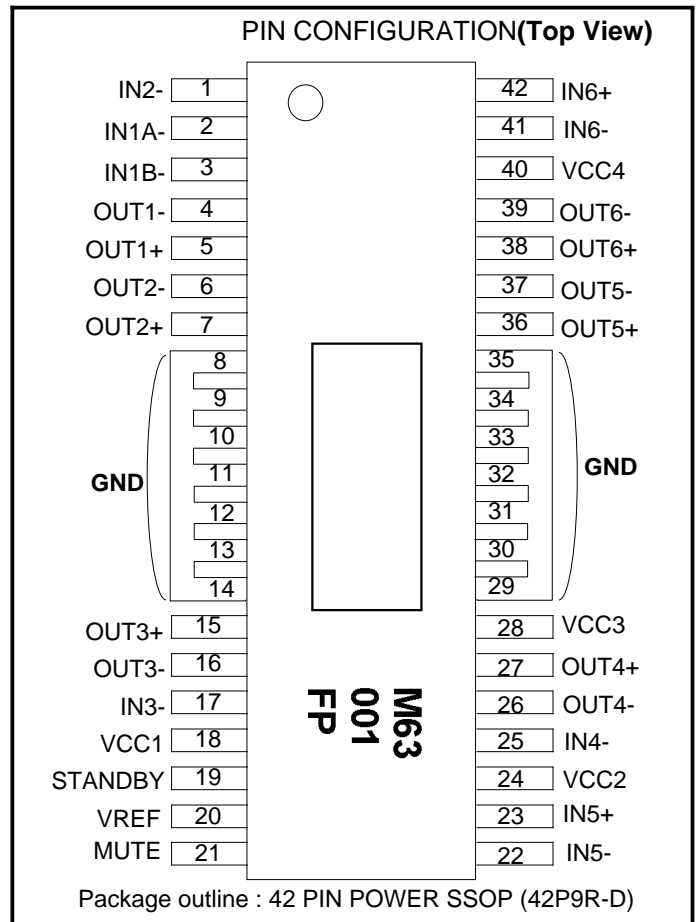 PIN CONFIGURATION(Top View)
IN2- 1 42 IN6+
IN1A- 2 41 IN6-
IN1B- 3 40 VCC4
OUT1- 4 39 OUT6-
OUT1+ 5 38 OUT6+
OUT2- 6 37 OUT5-
OUT2+ 7 36 OUT5+
8 35
9 34
10 33
GND 11 32 GND
12 31
13 30
14 29
OUT3+ 15 28 VCC3
OUT3- 16 27 OUT4+
IN3- 17 26 OUT4-
VCC1 18 25 IN4-
STANDBY 19 24 VCC2
VREF 20 23 IN5+
MUTE 21 22 IN5-
M63
001
FP
Package outline : 42 PIN POWER SSOP (42P9R-D)